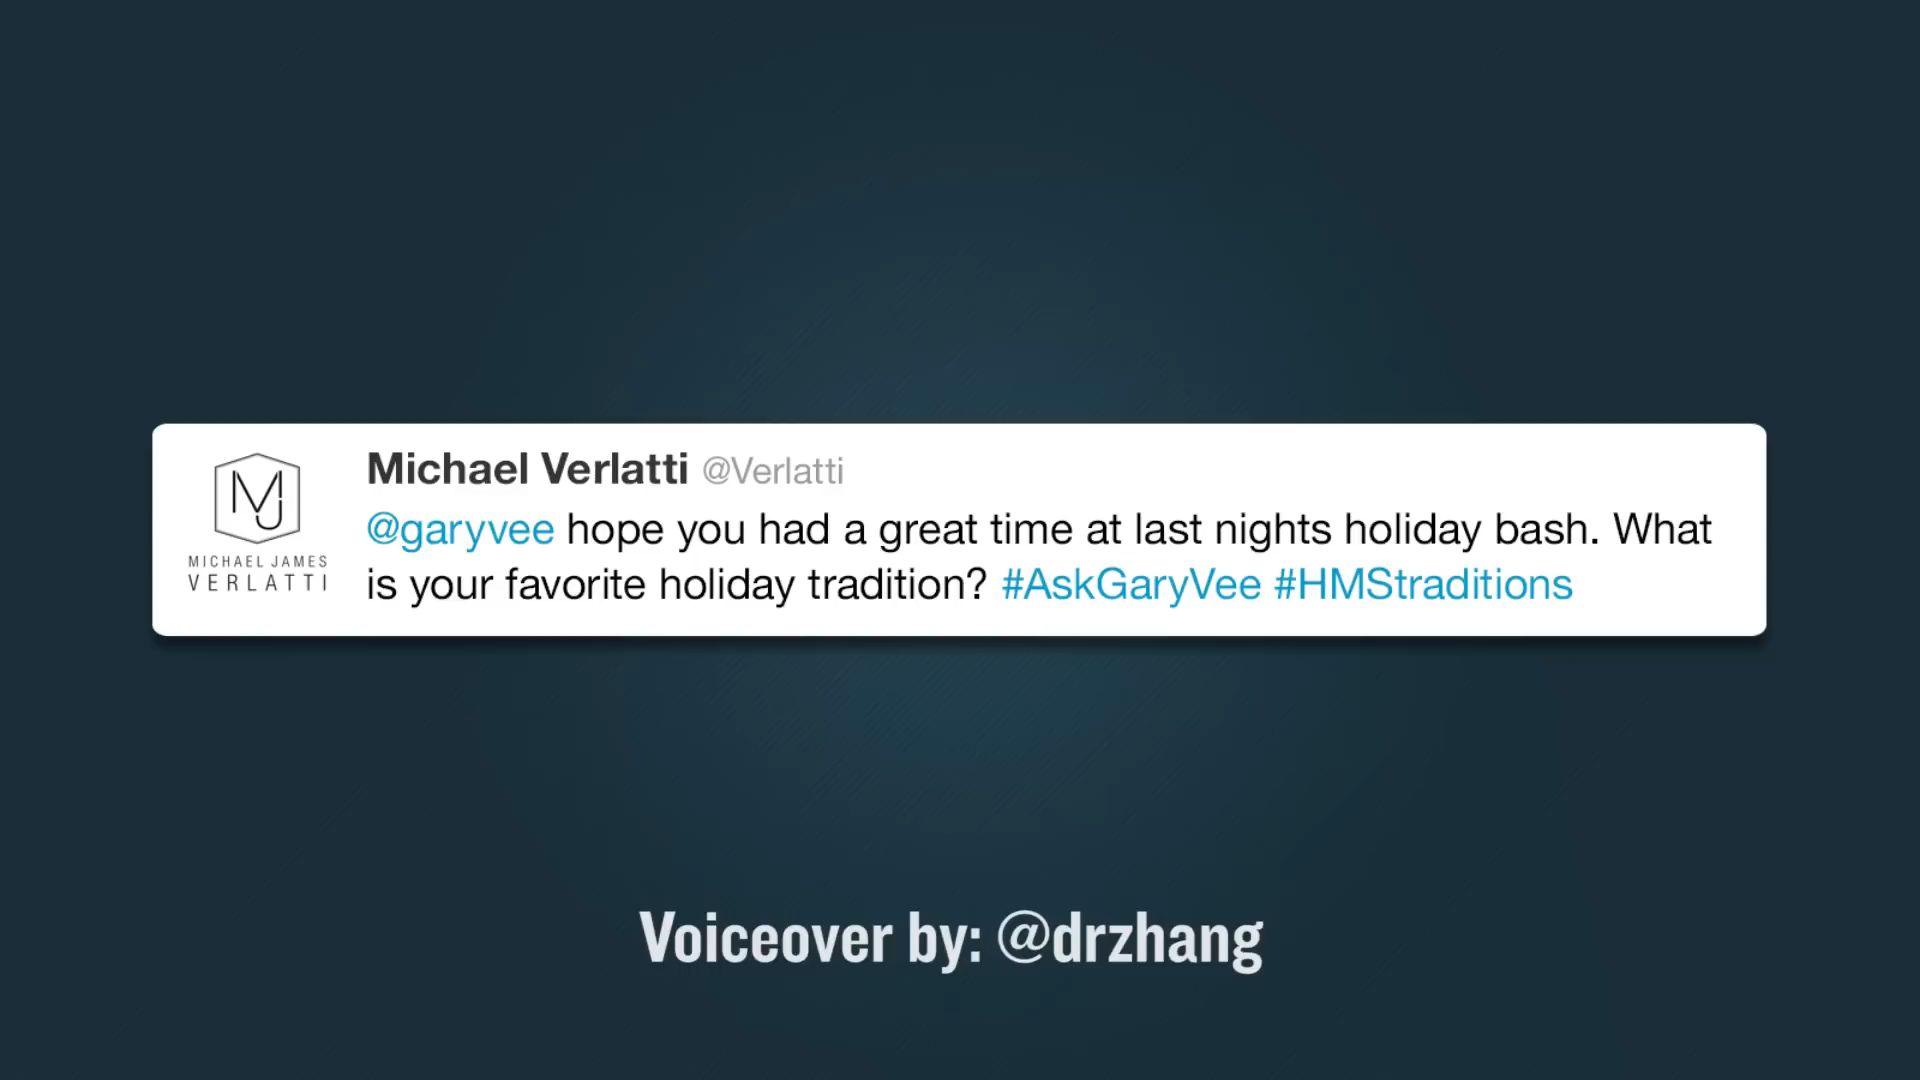 MJ
MICHAEL JAMES
VERLATTI
Michael Verlatti @Verlatti
@garyvee hope you had a great time at last nights holiday bash. What
is your favorite holiday tradition? #AskGaryVee #HMStraditions
Voiceover by: @drzhang